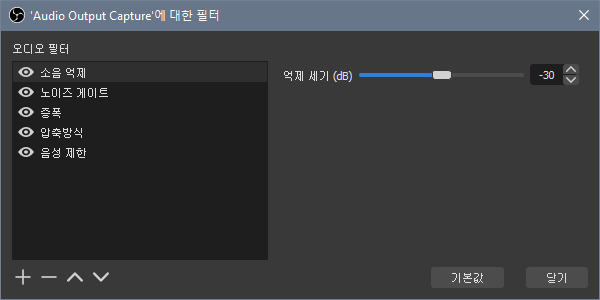 'Audio Output Capture'에 대한 필터
오디오 필터
소음 억제
노이즈 게이트
증폭
압축방식
음성 제한
억제 세기 (dB)
-30
기본값
닫기